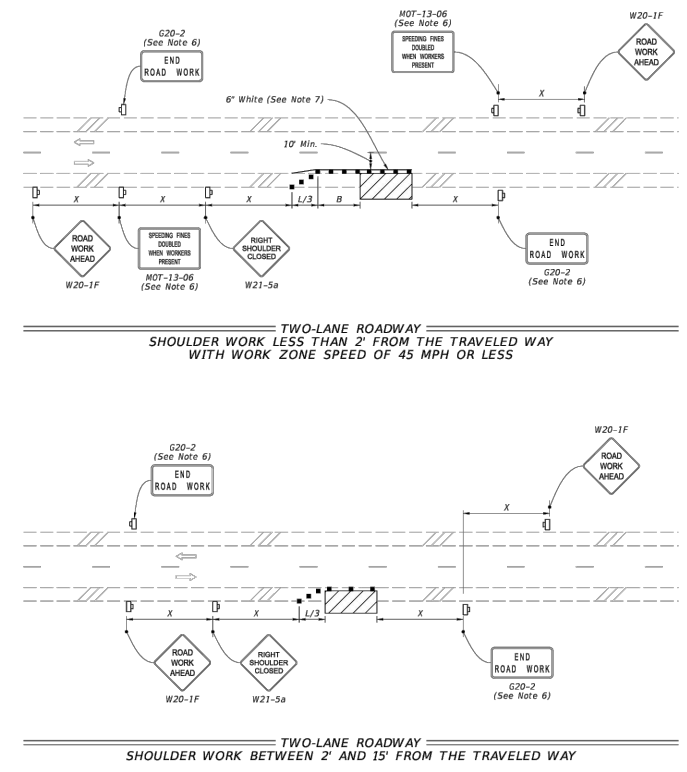 MOT-13-06
(See Note 6)
W20-1F
G20-2
(See Note 6)
SPEEDING FINES
DOUBLED
WHEN WORKERS
PRESENT
ROAD
WORK
AHEAD
END
ROAD WORK
X
6" White (See Note 7)
10' Min.
X
X
X
L/3
B
X
ROAD
WORK
AHEAD
SPEEDING FINES
DOUBLED
WHEN WORKERS
PRESENT
RIGHT
SHOULDER
CLOSED
END
ROAD WORK
W20-1F
MOT-13-06
(See Note 6)
W21-5a
G20-2
(See Note 6)
TWO-LANE ROADWAY
SHOULDER WORK LESS THAN 2' FROM THE TRAVELED WAY
WITH WORK ZONE SPEED OF 45 MPH OR LESS
W20-1F
G20-2
(See Note 6)
END
ROAD WORK
ROAD
WORK
AHEAD
X
X
X
L/3
X
ROAD
WORK
AHEAD
RIGHT
SHOULDER
CLOSED
END
ROAD WORK
W20-1F
W21-5a
G20-2
(See Note 6)
TWO-LANE ROADWAY
SHOULDER WORK BETWEEN 2' AND 15' FROM THE TRAVELED WAY